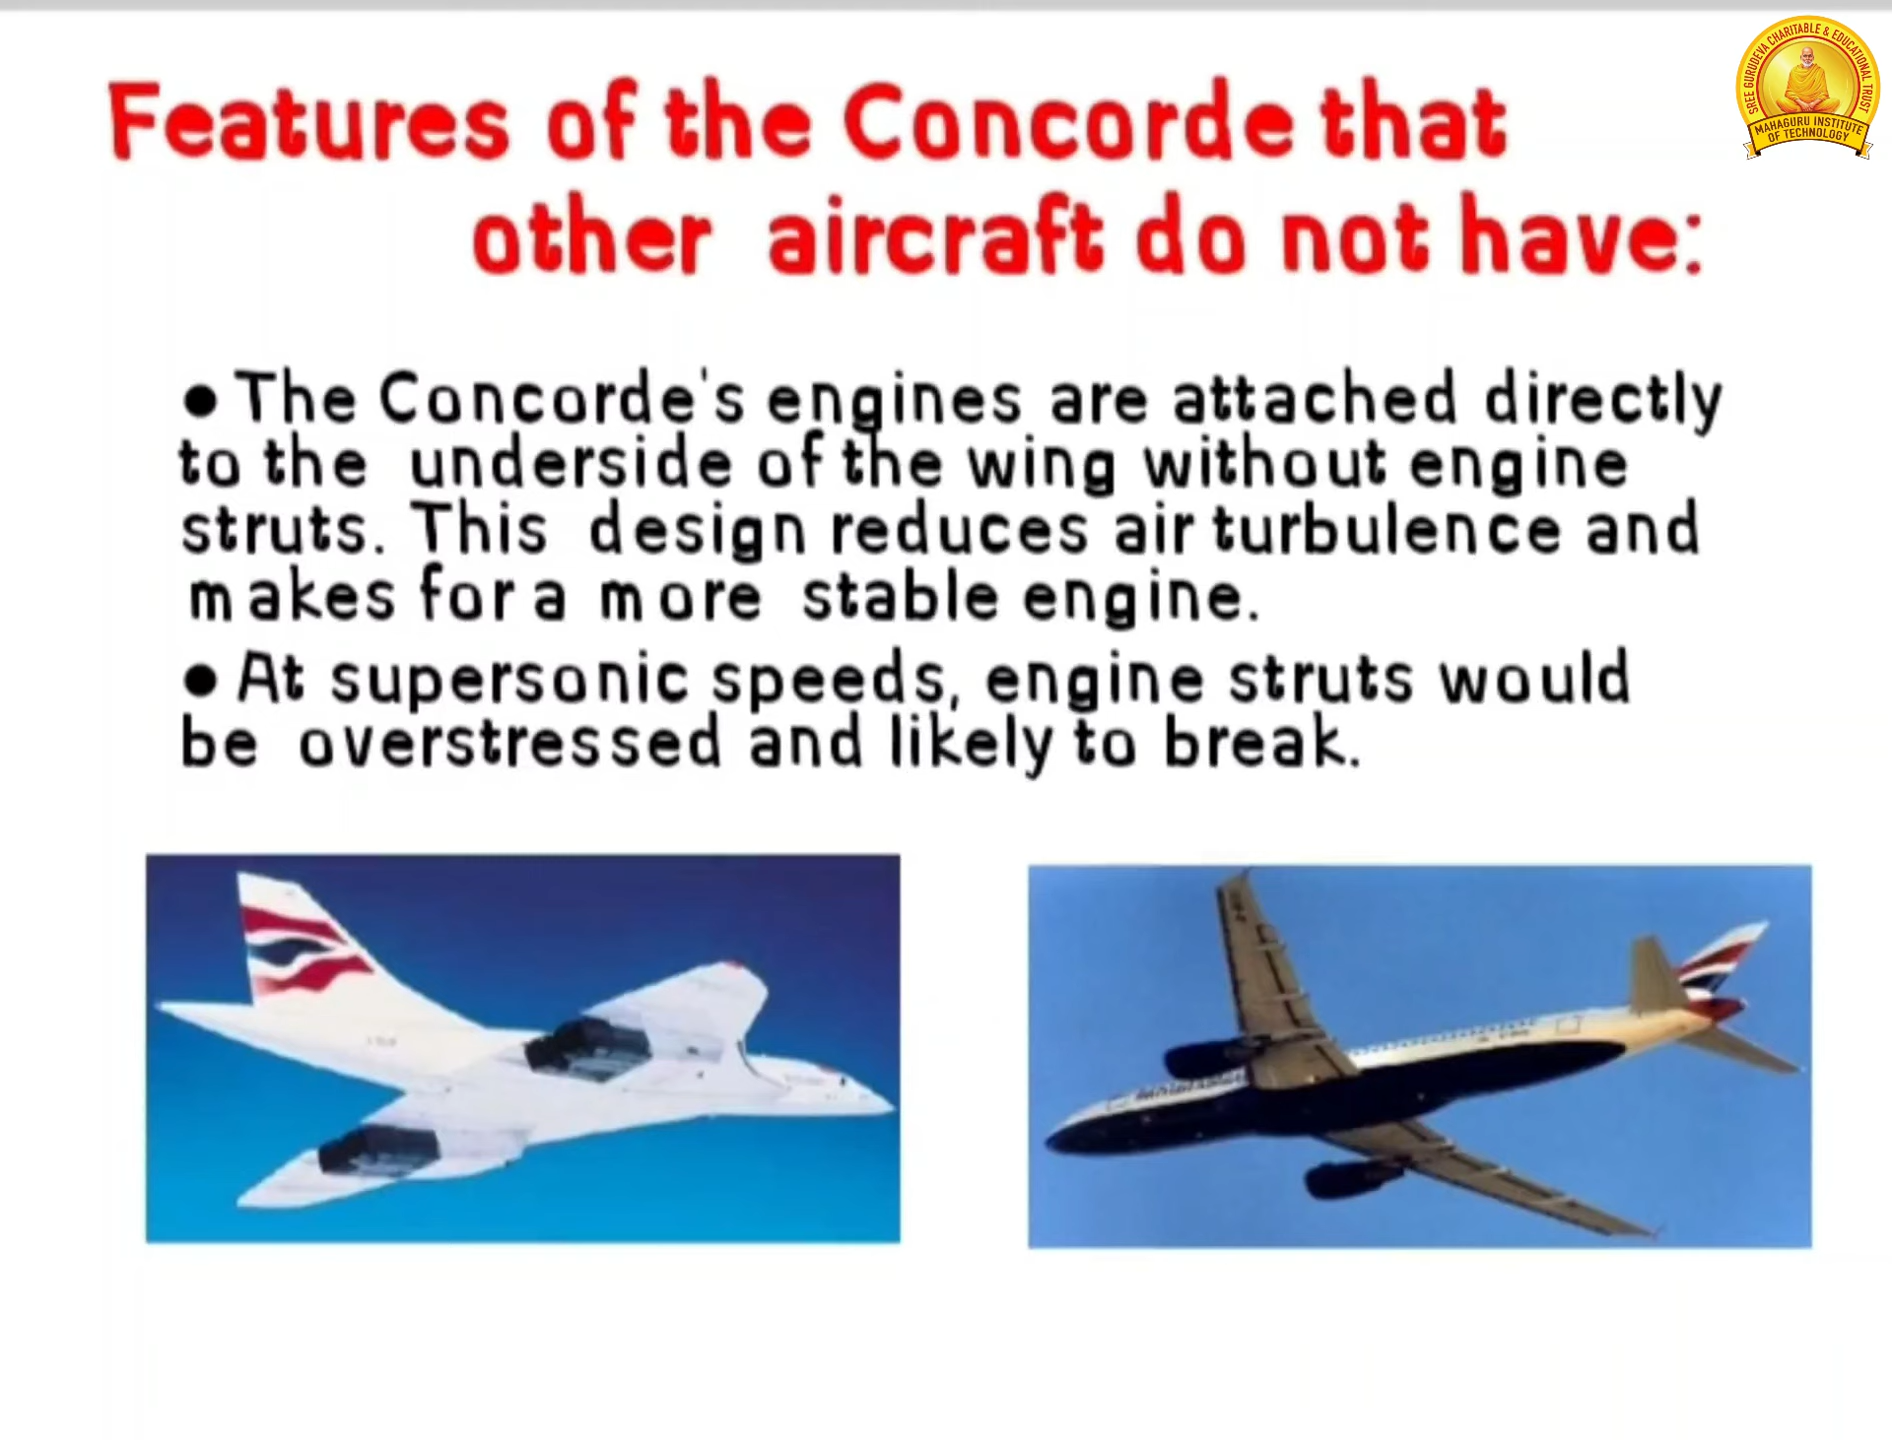 SREE GURUDEVA CHARITABLE & EDUCATIONAL TRUST
MAHAGURU INSTITUTE
OF TECHNOLOGY
Features of the Concorde that
other aircraft do not have:
● The Concorde's engines are attached directly
to the underside of the wing without engine
struts. This design reduces air turbulence and
makes for a more stable engine.
● At supersonic speeds, engine struts would
be overstressed and likely to break.